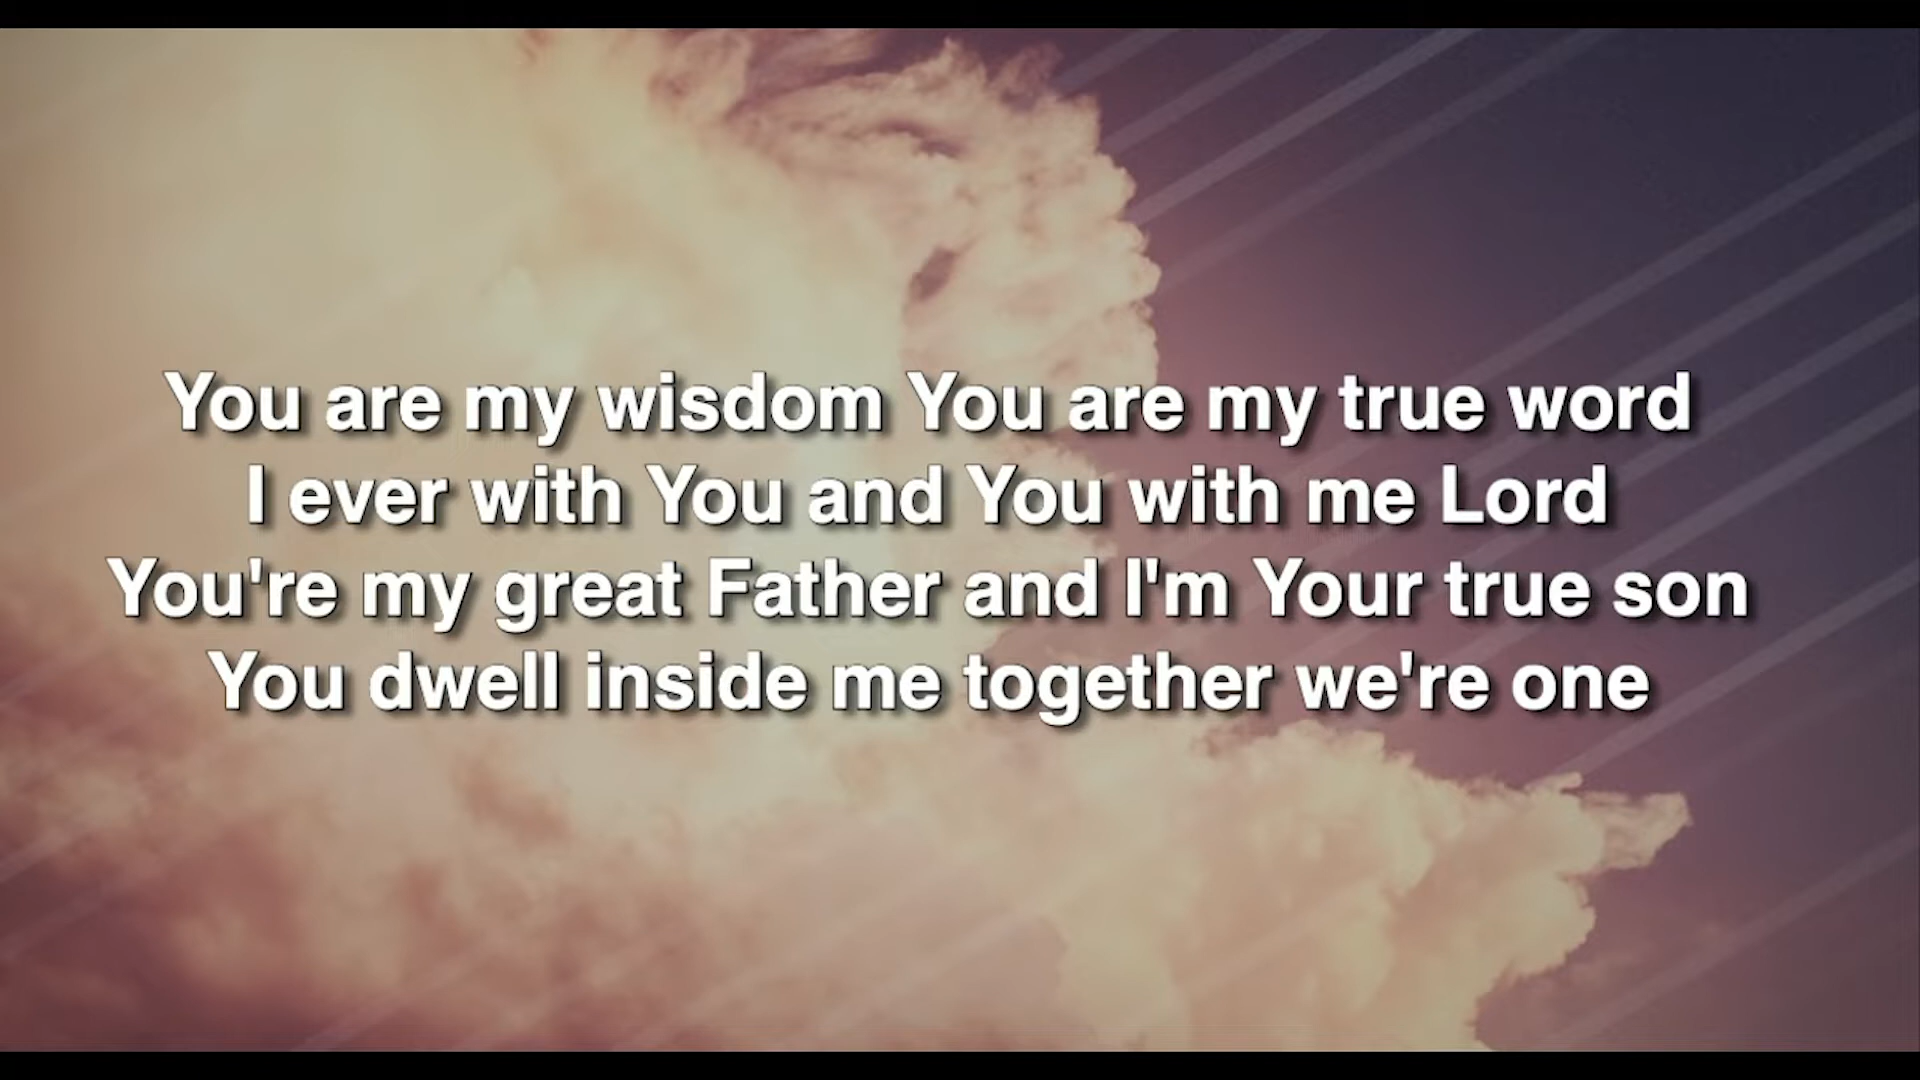 You are my wisdom You are my true word
I ever with You and You with me Lord
You're my great Father and I'm Your true son
You dwell inside me together we're one